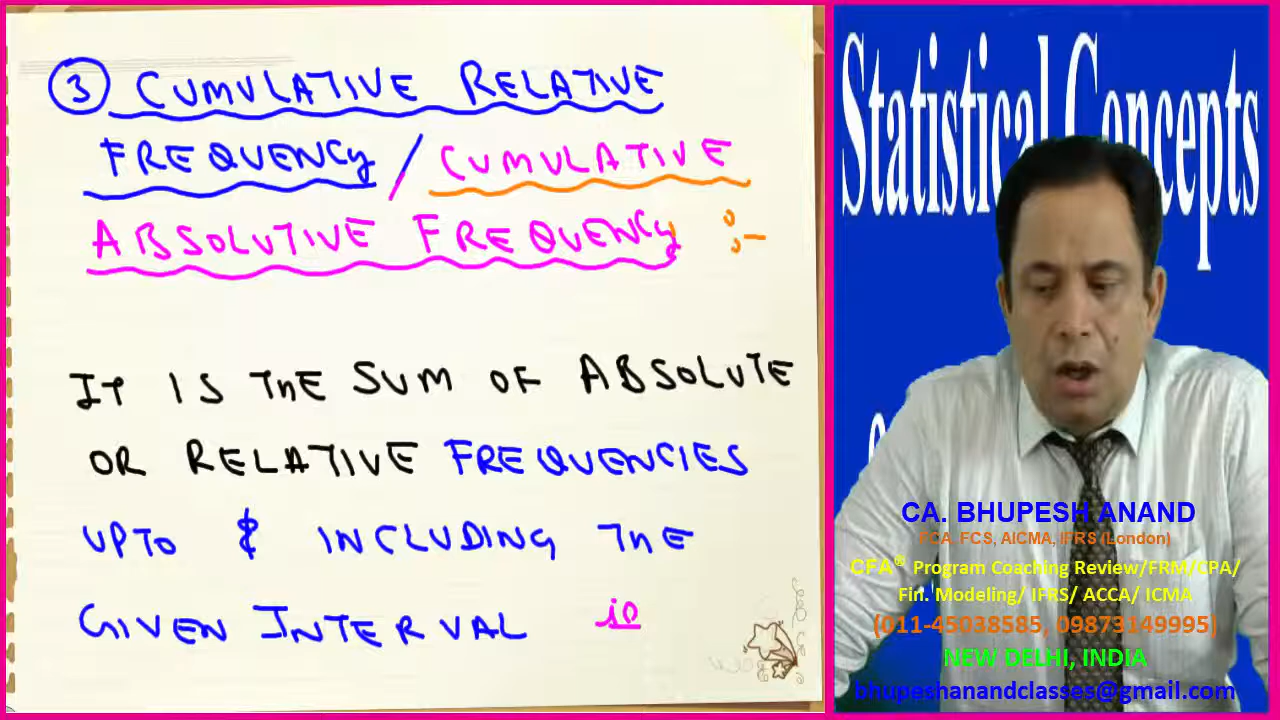 ③ CUMULATIVE RELATIVE
FREQUENCY / CUMULATIVE
ABSOLUTIVE FREQUENCY :-
IT IS THE SUM OF ABSOLUTE
OR RELATIVE FREQUENCIES
UPTO & INCLUDING THE
GIVEN INTERVAL
Statistical Concepts
CA. BHUPESH ANAND
FCA, FCS, AICMA, IFRS (London)
CFA® Program Coaching Review/FRM/CPA/
Fin. Modeling/ IFRS/ ACCA/ ICMA
(011-45038585, 09873149995)
NEW DELHI, INDIA
bhupeshanandclasses@gmail.com